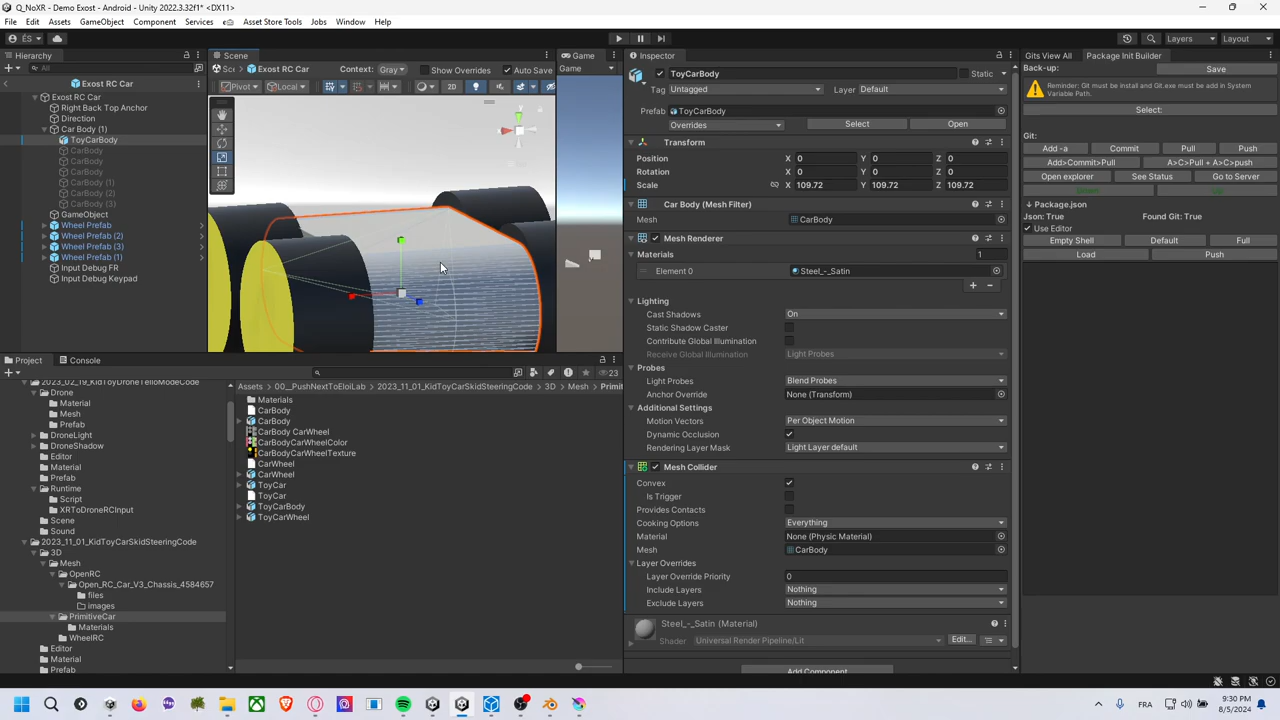 Q_NoXR - Demo Exost - Android - Unity 2022.3.32f1* <DX11>
File Edit Assets GameObject Component Services Asset Store Tools Jobs Window Help
ÉS
Layers Layout
Hierarchy
All
Exost RC Car
Exost RC Car
Right Back Top Anchor
Direction
Car Body (1)
ToyCarBody
CarBody
CarBody
CarBody
CarBody (1)
CarBody (2)
CarBody (3)
GameObject
Wheel Prefab
Wheel Prefab (2)
Wheel Prefab (3)
Wheel Prefab (1)
Input Debug FR
Input Debug Keypad
Scene
Game
Sce Exost RC Car Context: Gray Show Overrides Auto Save
Game
Pivot Local 2D
Inspector
ToyCarBody Static
Tag Untagged Layer Default
Prefab ToyCarBody
Overrides Select Open
Transform
Position X 0 Y 0 Z 0
Rotation X 0 Y 0 Z 0
Scale X 109.72 Y 109.72 Z 109.72
Car Body (Mesh Filter)
Mesh CarBody
Mesh Renderer
Materials 1
Element 0 Steel_-_Satin
Lighting
Cast Shadows On
Static Shadow Caster
Contribute Global Illumination
Receive Global Illumination Light Probes
Probes
Light Probes Blend Probes
Anchor Override None (Transform)
Additional Settings
Motion Vectors Per Object Motion
Dynamic Occlusion
Rendering Layer Mask Light Layer default
Mesh Collider
Convex
Is Trigger
Provides Contacts
Cooking Options Everything
Material None (Physic Material)
Mesh CarBody
Layer Overrides
Layer Override Priority 0
Include Layers Nothing
Exclude Layers Nothing
Steel_-_Satin (Material)
Shader Universal Render Pipeline/Lit Edit...
Add Component
Gits View All Package Init Builder
Back-up: Save
Reminder: Git must be install and Git.exe must be add in System Variable Path.
Select:
Git:
Add -a Commit Pull Push
Add>Commit>Pull A>C>Pull + A>C>push
Open explorer See Status Go to Server
Package.json
Json: True Found Git: True
Use Editor
Empty Shell Default Full
Load Push
Project Console
23
2023_02_19_KidToyDroneTelloModeCode
Drone
Material
Mesh
Prefab
DroneLight
DroneShadow
Editor
Material
Prefab
Runtime
Script
XRToDroneRCInput
Scene
Sound
2023_11_01_KidToyCarSkidSteeringCode
3D
Mesh
OpenRC
Open_RC_Car_V3_Chassis_4584657
files
images
PrimitiveCar
Materials
WheelRC
Editor
Material
Prefab
Assets 00__PushNextToEloiLab 2023_11_01_KidToyCarSkidSteeringCode 3D Mesh Primit
Materials
CarBody
CarBody
CarBody CarWheel
CarBodyCarWheelColor
CarBodyCarWheelTexture
CarWheel
CarWheel
ToyCar
ToyCar
ToyCarBody
ToyCarWheel
FRA
9:30 PM
8/5/2024